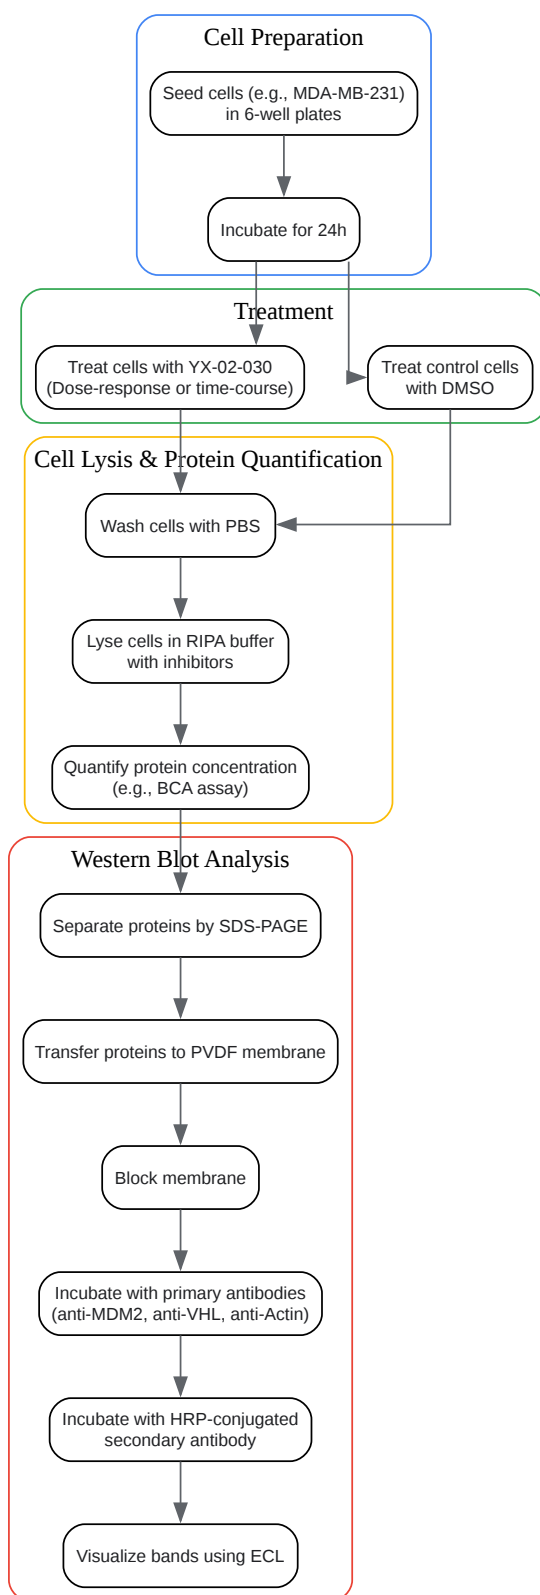 Cell Preparation
Seed cells (e.g., MDA-MB-231)
in 6-well plates
Incubate for 24h
Treatment
Treat cells with YX-02-030
(Dose-response or time-course)
Treat control cells
with DMSO
Cell Lysis & Protein Quantification
Wash cells with PBS
Lyse cells in RIPA buffer
with inhibitors
Quantify protein concentration
(e.g., BCA assay)
Western Blot Analysis
Separate proteins by SDS-PAGE
Transfer proteins to PVDF membrane
Block membrane
Incubate with primary antibodies
(anti-MDM2, anti-VHL, anti-Actin)
Incubate with HRP-conjugated
secondary antibody
Visualize bands using ECL